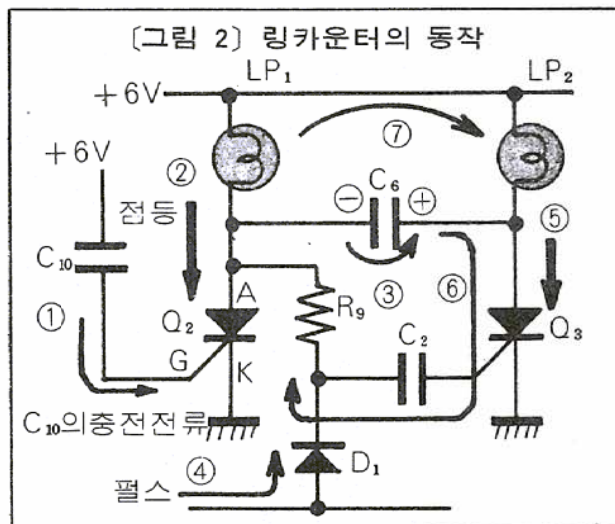 〔그림 2〕 링카운터의 동작
LP₁
LP₂
+6V
+6V
⑦
②
점등
C₆
⊖
⊕
⑤
C₁₀
①
A
R₉
③
⑥
Q₂
C₂
Q₃
G
K
C₁₀의충전전류
④
D₁
펄스